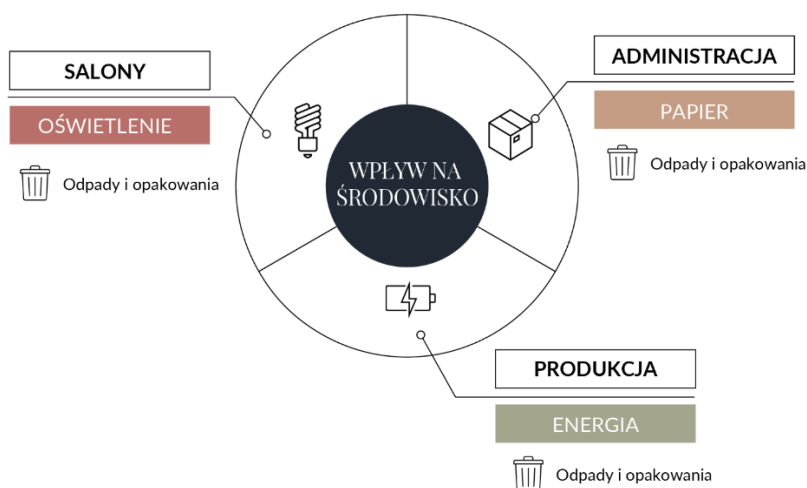 SALONY
OŚWIETLENIE
Odpady i opakowania
WPŁYW NA
ŚRODOWISKO
ADMINISTRACJA
PAPIER
Odpady i opakowania
PRODUKCJA
ENERGIA
Odpady i opakowania